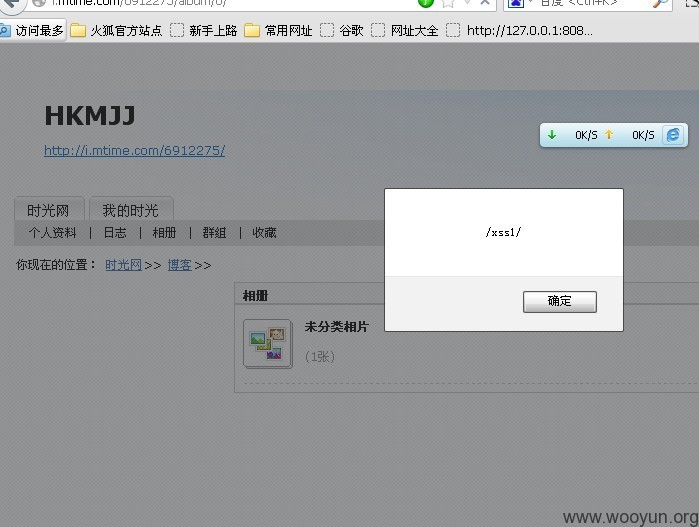 i.mtime.com/6912275/album/0/
百度 <Ctrl+K>
访问最多 火狐官方站点 新手上路 常用网址 谷歌 网址大全 http://127.0.0.1:808...
HKMJJ
http://i.mtime.com/6912275/
0K/S 0K/S
时光网 我的时光
个人资料 | 日志 | 相册 | 群组 | 收藏
/xss1/
你现在的位置： 时光网 >> 博客 >>
相册
确定
未分类相片
(1张)
www.wooyun.org